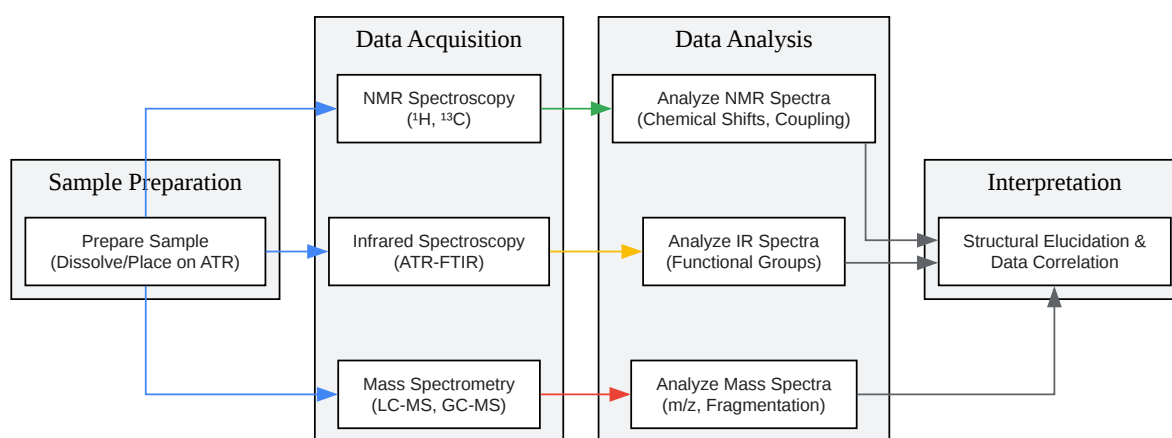 Sample Preparation
Prepare Sample
(Dissolve/Place on ATR)
Data Acquisition
NMR Spectroscopy
(¹H, ¹³C)
Infrared Spectroscopy
(ATR-FTIR)
Mass Spectrometry
(LC-MS, GC-MS)
Data Analysis
Analyze NMR Spectra
(Chemical Shifts, Coupling)
Analyze IR Spectra
(Functional Groups)
Analyze Mass Spectra
(m/z, Fragmentation)
Interpretation
Structural Elucidation &
Data Correlation